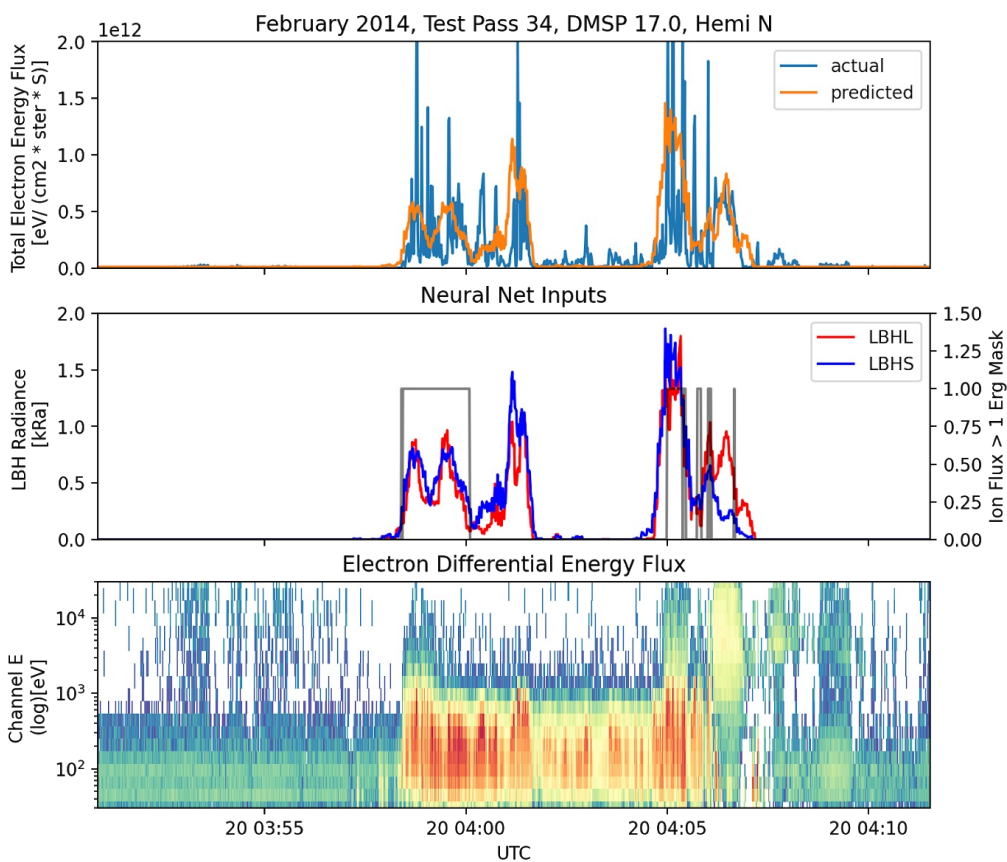 February 2014, Test Pass 34, DMSP 17.0, Hemi N
1e12
Total Electron Energy Flux
[eV/ (cm2 * ster * S)]
2.0
1.5
1.0
0.5
0.0
actual
predicted
Neural Net Inputs
LBH Radiance
[kRa]
2.0
1.5
1.0
0.5
0.0
LBHL
LBHS
1.50
1.25
1.00
0.75
0.50
0.25
0.00
Ion Flux > 1 Erg Mask
Electron Differential Energy Flux
Channel E
(log)[eV]
10⁴
10³
10²
20 03:55
20 04:00
20 04:05
20 04:10
UTC